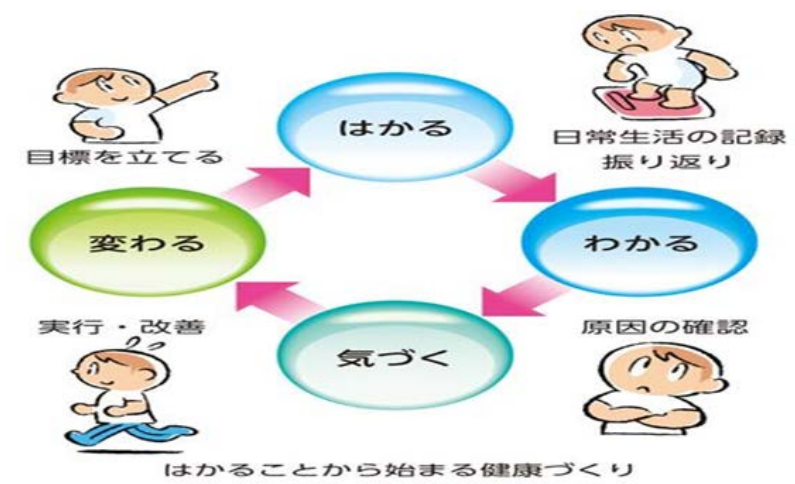 はかる
目標を立てる
日常生活の記録
振り返り
変わる
わかる
実行・改善
気づく
原因の確認
はかることから始まる健康づくり